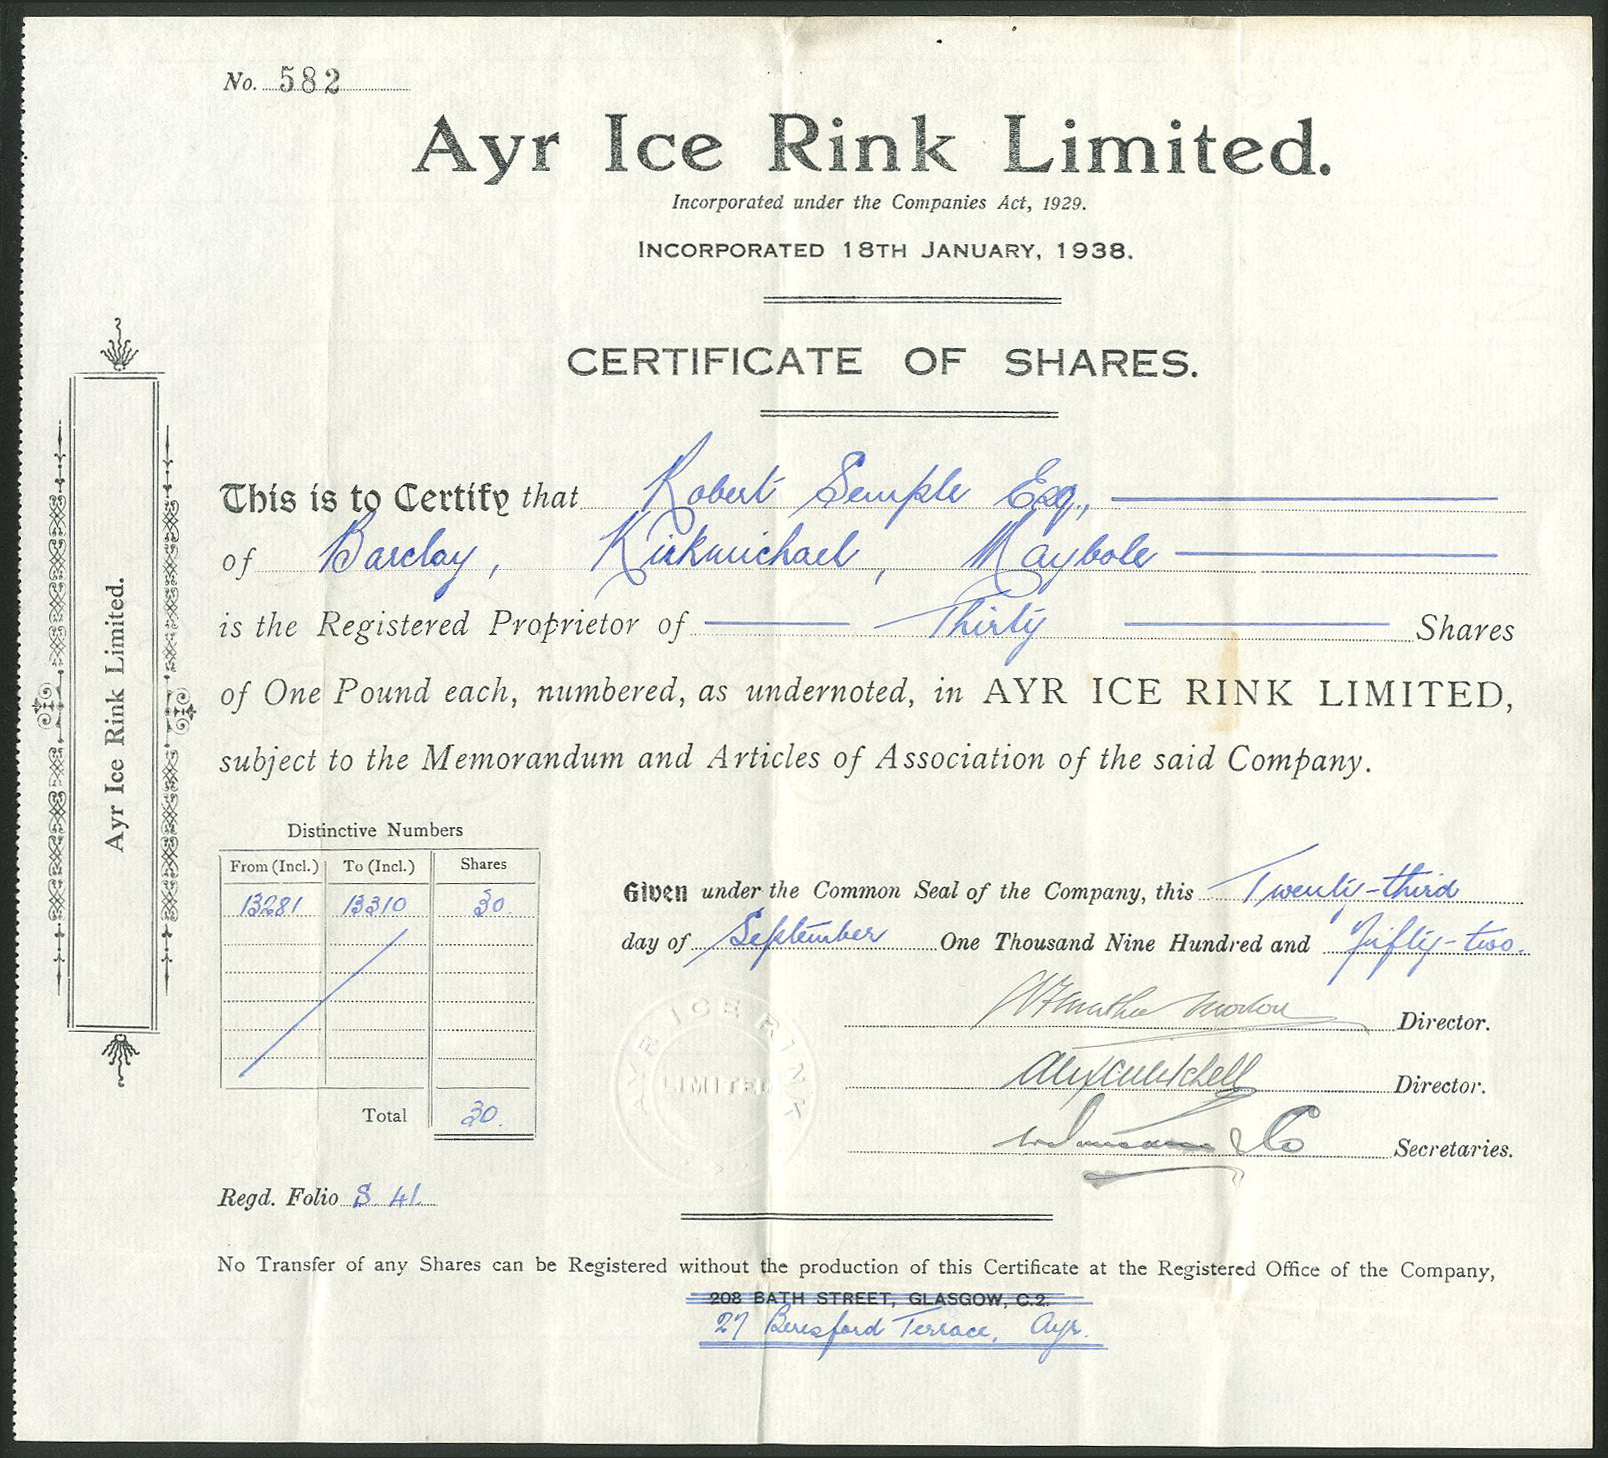 No. 582
Ayr Ice Rink Limited.
Incorporated under the Companies Act, 1929.
INCORPORATED 18TH JANUARY, 1938.
CERTIFICATE OF SHARES.
This is to Certify that Robert Semple Esq.,
of Barclay, Kirkmichael, Maybole
is the Registered Proprietor of Thirty Shares
of One Pound each, numbered, as undernoted, in AYR ICE RINK LIMITED,
subject to the Memorandum and Articles of Association of the said Company.
Ayr Ice Rink Limited.
Distinctive Numbers
From (Incl.) To (Incl.) Shares
13281 13310 30.
Total 30.
Given under the Common Seal of the Company, this Twenty-third
day of September One Thousand Nine Hundred and Fifty-two.
Director.
Alex Mitchell Director.
& Co Secretaries.
AYR ICE RINK
LIMITED
Regd. Folio S. 41.
No Transfer of any Shares can be Registered without the production of this Certificate at the Registered Office of the Company,
208 BATH STREET, GLASGOW, C.2.
27 Beresford Terrace, Ayr.